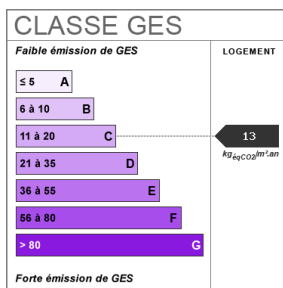 CLASSE GES
Faible émission de GES
LOGEMENT
≤ 5 A
6 à 10 B
11 à 20 C
13
kgéqCO2/m².an
21 à 35 D
36 à 55 E
56 à 80 F
> 80 G
Forte émission de GES